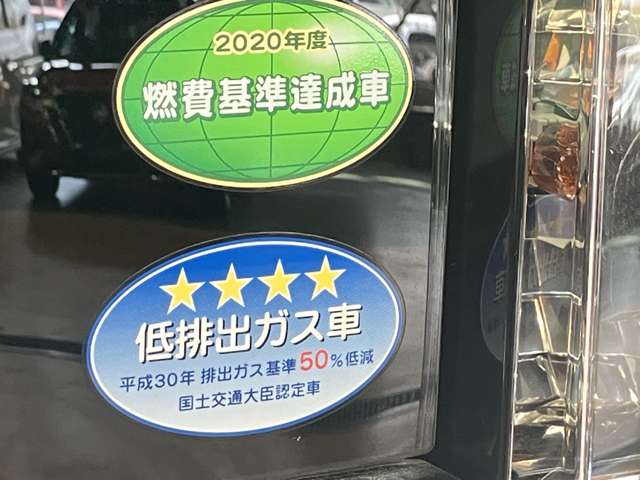 2020年度
燃費基準達成車
低排出ガス車
平成30年 排出ガス基準50%低減
国土交通大臣認定車